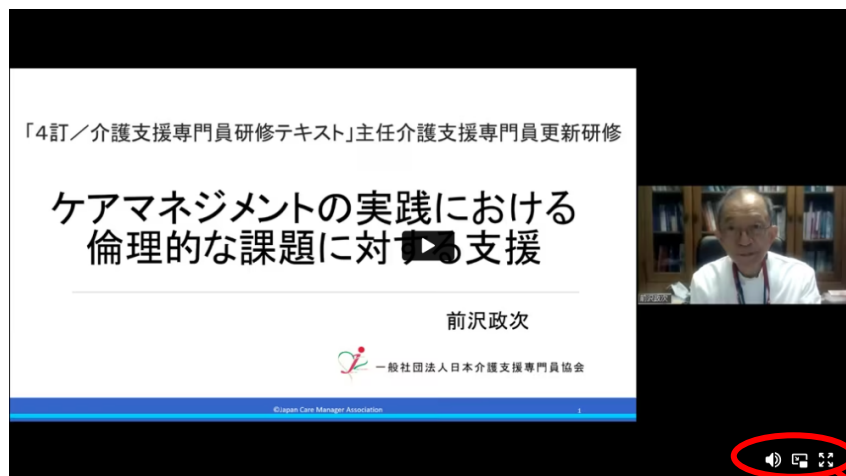 「4訂／介護支援専門員研修テキスト」主任介護支援専門員更新研修
ケアマネジメントの実践における
倫理的な課題に対する支援
前沢政次
一般社団法人日本介護支援専門員協会
©Japan Care Manager Association
1
前沢政次